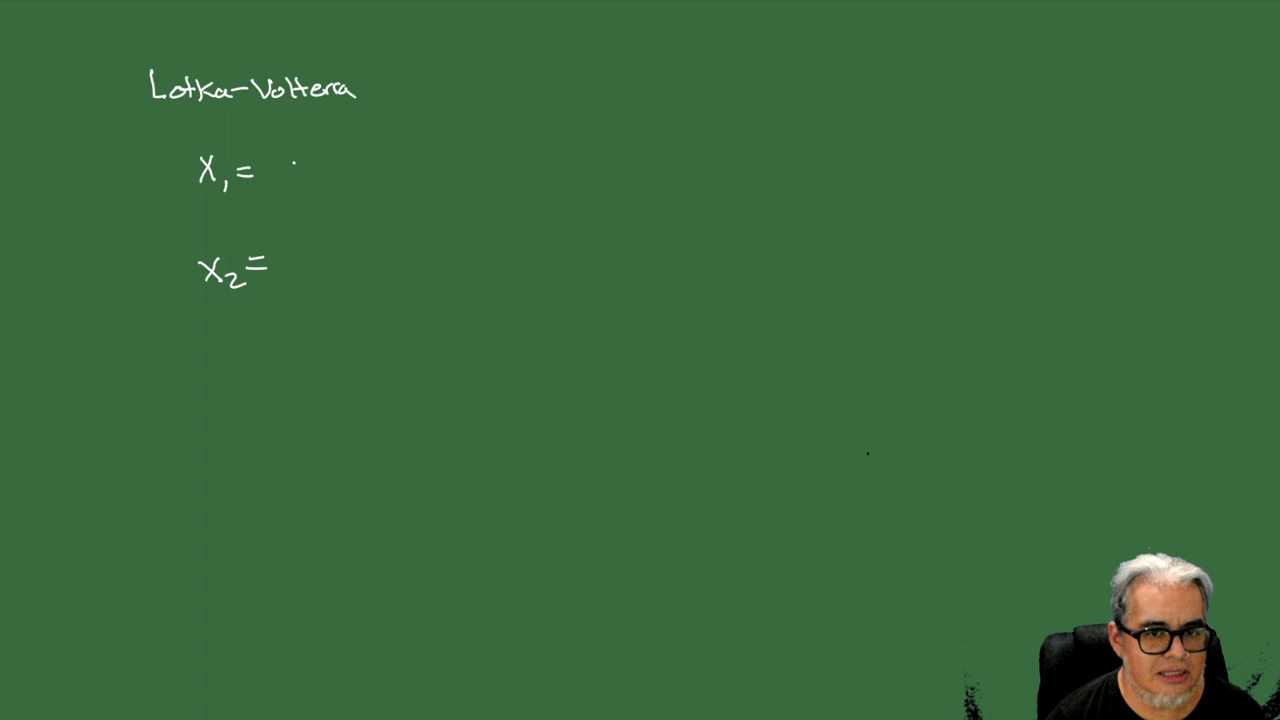 Lotka-Volterra
X₁=
X₂=